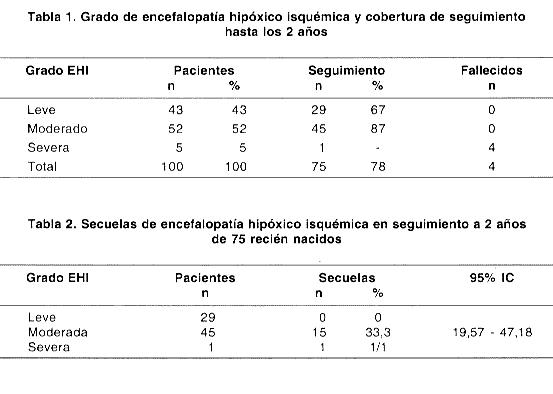 Tabla 1. Grado de encefalopatía hipóxico isquémica y cobertura de seguimiento
hasta los 2 años
Grado EHI Pacientes Seguimiento Fallecidos
n % n % n
Leve 43 43 29 67 0
Moderado 52 52 45 87 0
Severa 5 5 1 - 4
Total 100 100 75 78 4
Tabla 2. Secuelas de encefalopatía hipóxico isquémica en seguimiento a 2 años
de 75 recién nacidos
Grado EHI Pacientes Secuelas 95% IC
n n %
Leve 29 0 0
Moderada 45 15 33,3 19,57 - 47,18
Severa 1 1 1/1